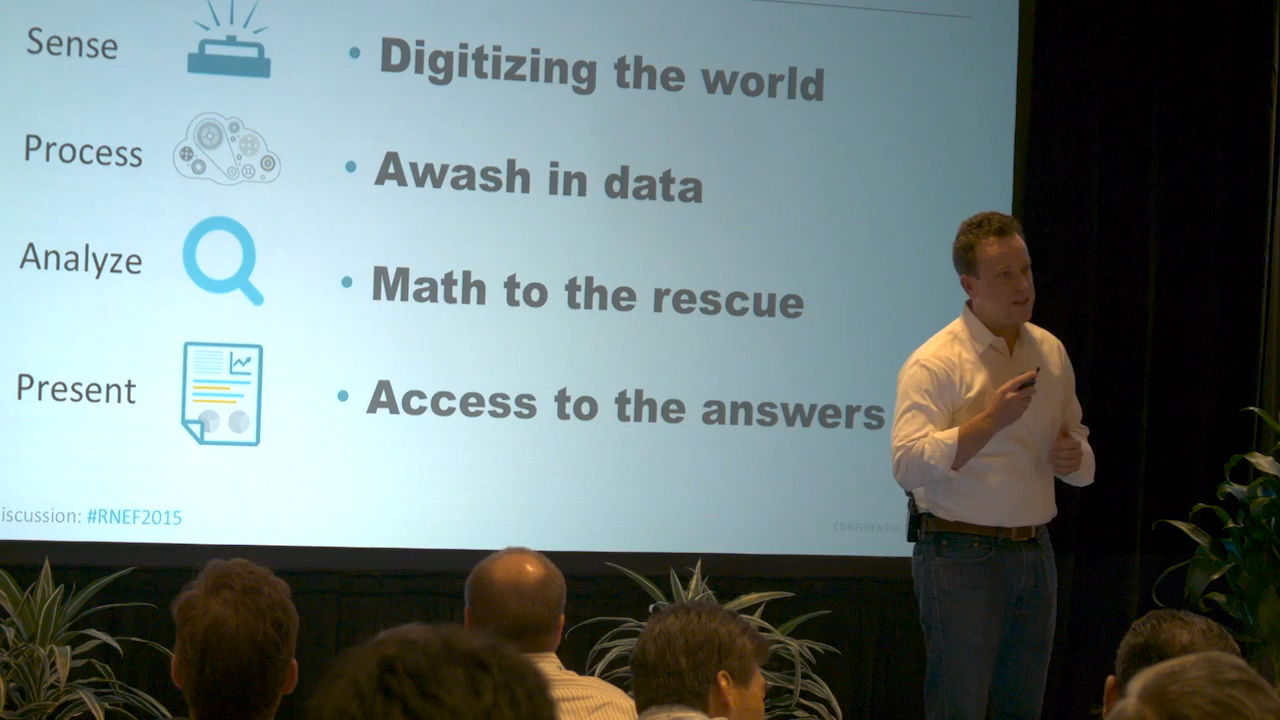 Sense
• Digitizing the world
Process
• Awash in data
Analyze
• Math to the rescue
Present
• Access to the answers
iscussion: #RNEF2015